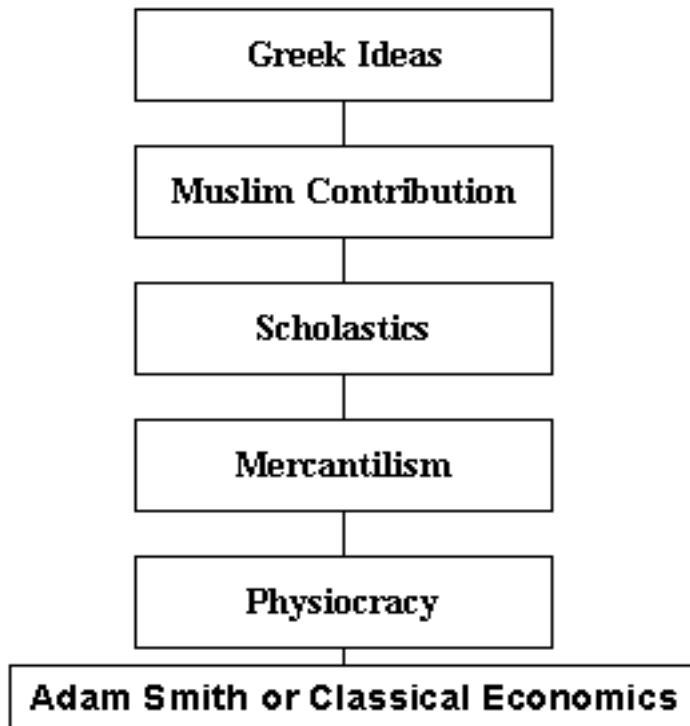 Greek Ideas
Muslim Contribution
Scholastics
Mercantilism
Physiocracy
Adam Smith or Classical Economics